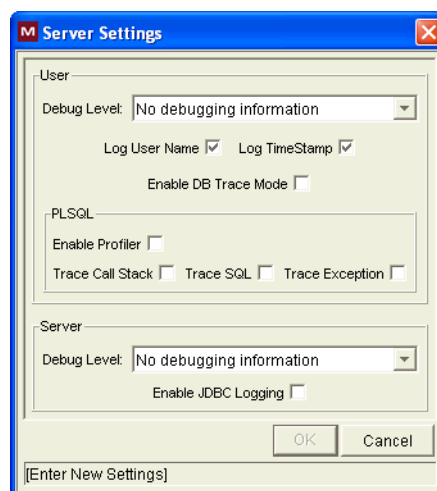 M Server Settings
User
Debug Level: No debugging information
Log User Name Log TimeStamp
Enable DB Trace Mode
PLSQL
Enable Profiler
Trace Call Stack Trace SQL Trace Exception
Server
Debug Level: No debugging information
Enable JDBC Logging
OK Cancel
[Enter New Settings]